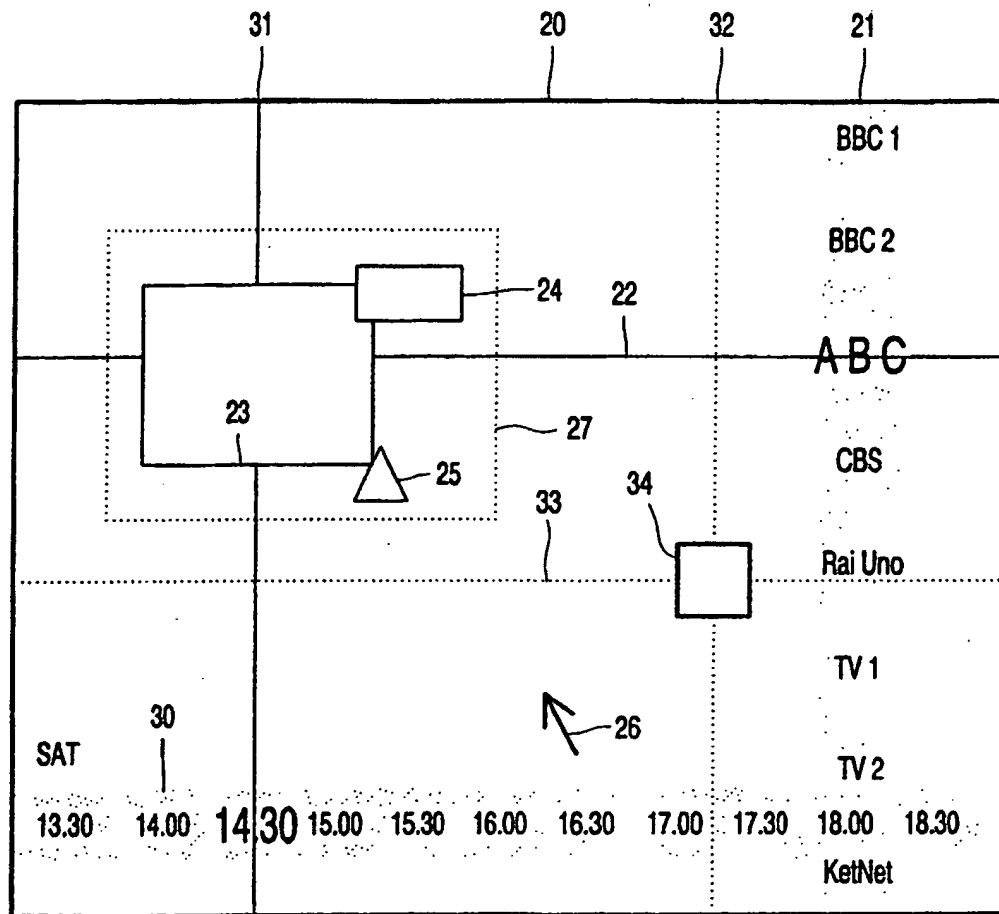 31 20 32 21
BBC 1
BBC 2
24 22
A B C
23 27
25 CBS
33 34
Rai Uno
TV 1
30 26
SAT TV 2
13.30 14.00 14.30 15.00 15.30 16.00 16.30 17.00 17.30 18.00 18.30
KetNet